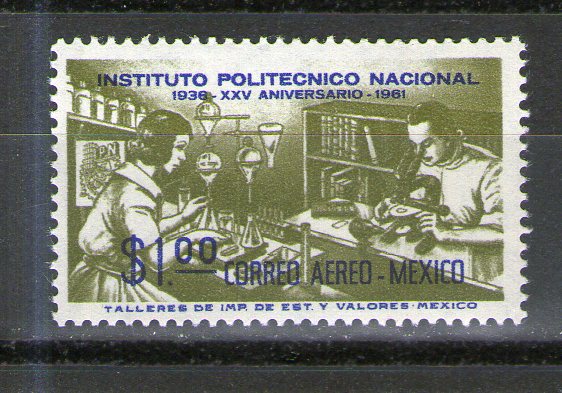 INSTITUTO POLITECNICO NACIONAL
1936 - XXV ANIVERSARIO - 1961
IPN
$1.00 CORREO AEREO - MEXICO
TALLERES DE IMP. DE EST. Y VALORES · MEXICO